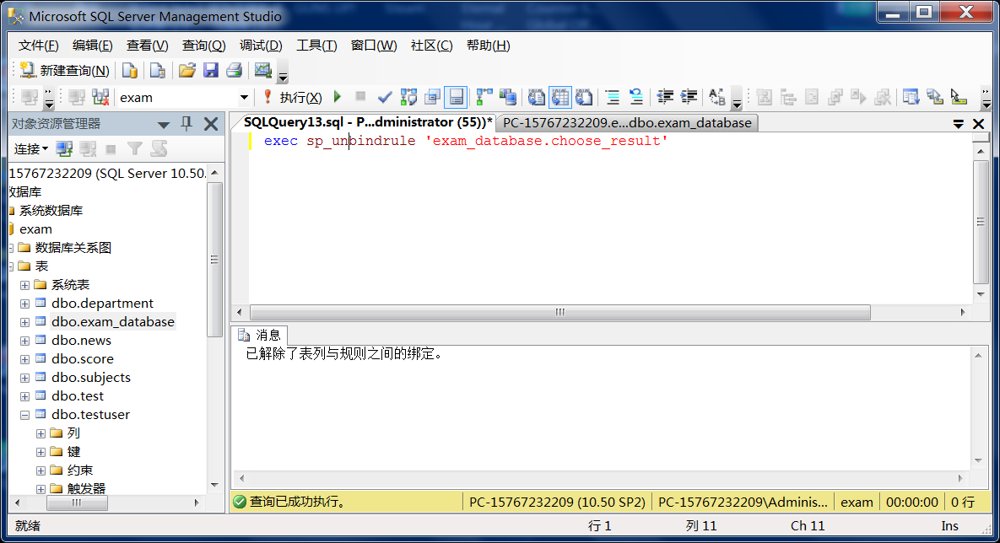 Microsoft SQL Server Management Studio
文件(F) 编辑(E) 查看(V) 查询(Q) 调试(D) 工具(T) 窗口(W) 社区(C) 帮助(H)
新建查询(N)
exam 执行(X)
对象资源管理器
连接
15767232209 (SQL Server 10.50.
数据库
系统数据库
exam
数据库关系图
表
系统表
dbo.department
dbo.exam_database
dbo.news
dbo.score
dbo.subjects
dbo.test
dbo.testuser
列
键
约束
触发器
SQLQuery13.sql - P...dministrator (55))* PC-15767232209.e...dbo.exam_database
exec sp_unbindrule 'exam_database.choose_result'
消息
已解除了表列与规则之间的绑定。
查询已成功执行。 PC-15767232209 (10.50 SP2) PC-15767232209\Adminis... exam 00:00:00 0 行
就绪 行 1 列 11 Ch 11 Ins